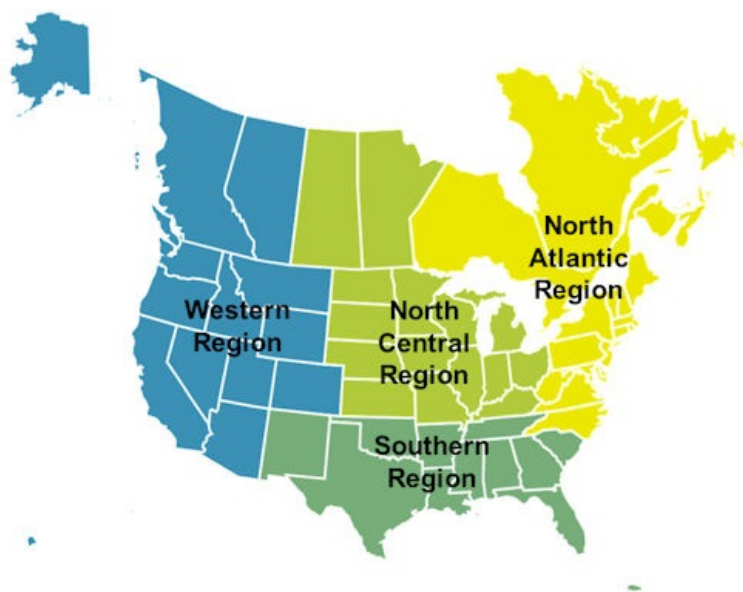 North
Atlantic
Region
Western
Region
North
Central
Region
Southern
Region